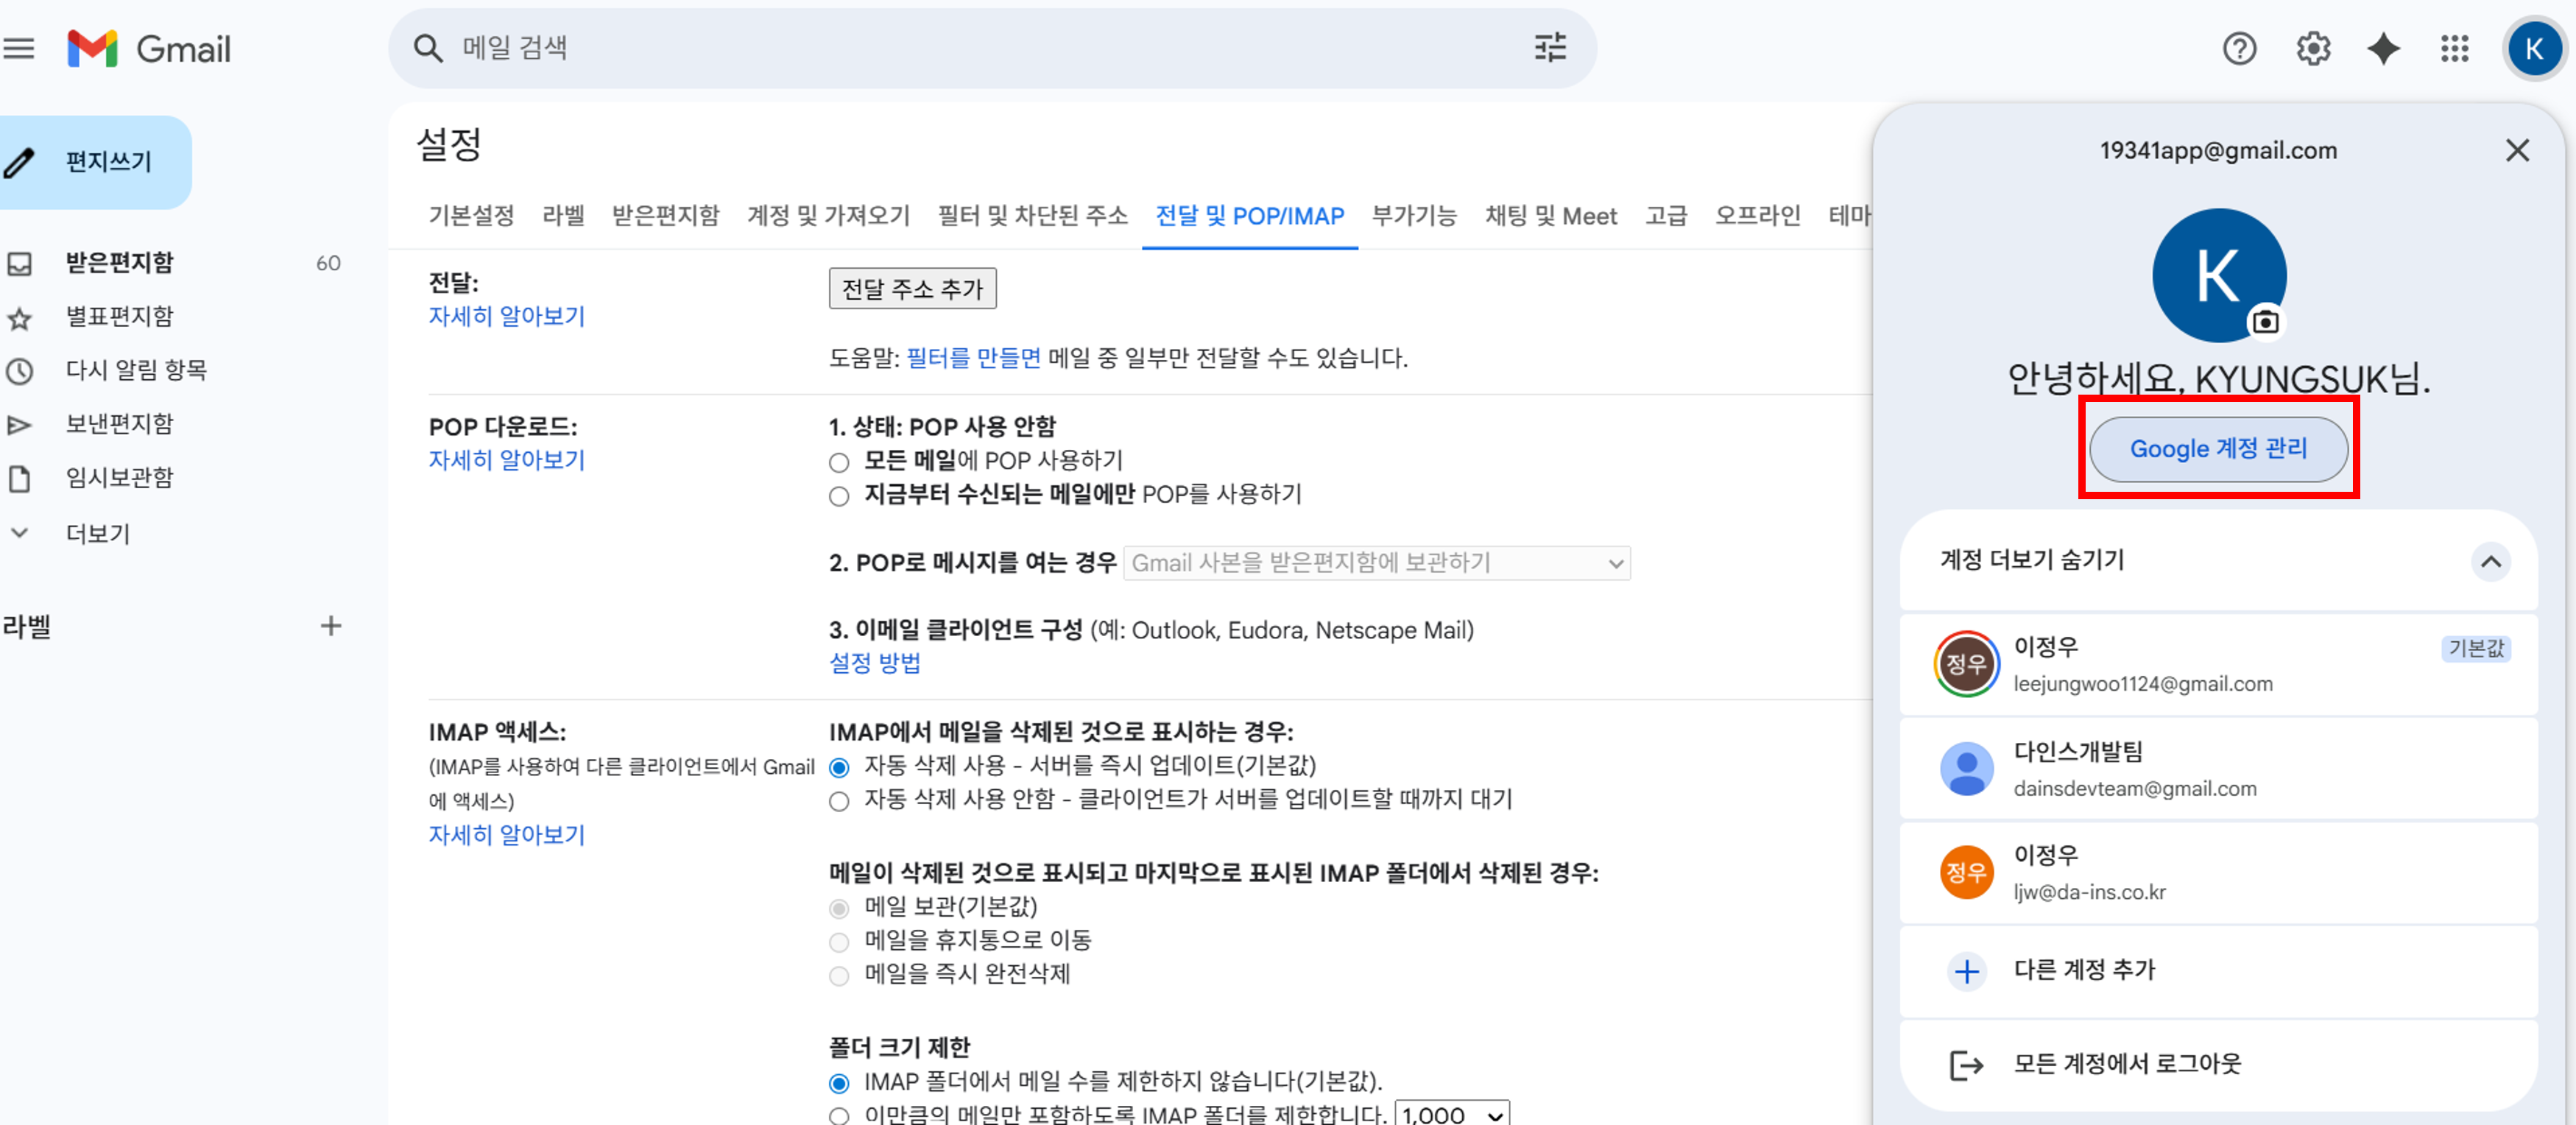 Gmail
메일 검색
K
편지쓰기
받은편지함 60
별표편지함
다시 알림 항목
보낸편지함
임시보관함
더보기
라벨
설정
기본설정 라벨 받은편지함 계정 및 가져오기 필터 및 차단된 주소 전달 및 POP/IMAP 부가기능 채팅 및 Meet 고급 오프라인 테마
전달:
자세히 알아보기
전달 주소 추가
도움말: 필터를 만들면 메일 중 일부만 전달할 수도 있습니다.
POP 다운로드:
자세히 알아보기
1. 상태: POP 사용 안함
모든 메일에 POP 사용하기
지금부터 수신되는 메일에만 POP를 사용하기
2. POP로 메시지를 여는 경우 Gmail 사본을 받은편지함에 보관하기
3. 이메일 클라이언트 구성 (예: Outlook, Eudora, Netscape Mail)
설정 방법
IMAP 액세스:
(IMAP를 사용하여 다른 클라이언트에서 Gmail
에 액세스)
자세히 알아보기
IMAP에서 메일을 삭제된 것으로 표시하는 경우:
자동 삭제 사용 - 서버를 즉시 업데이트(기본값)
자동 삭제 사용 안함 - 클라이언트가 서버를 업데이트할 때까지 대기
메일이 삭제된 것으로 표시되고 마지막으로 표시된 IMAP 폴더에서 삭제된 경우:
메일 보관(기본값)
메일을 휴지통으로 이동
메일을 즉시 완전삭제
폴더 크기 제한
IMAP 폴더에서 메일 수를 제한하지 않습니다(기본값).
이만큼의 메일만 포함하도록 IMAP 폴더를 제한합니다. 1,000
19341app@gmail.com
K
안녕하세요, KYUNGSUK님.
Google 계정 관리
계정 더보기 숨기기
정우
이정우
기본값
leejungwoo1124@gmail.com
다인스개발팀
dainsdevteam@gmail.com
정우
이정우
ljw@da-ins.co.kr
다른 계정 추가
모든 계정에서 로그아웃